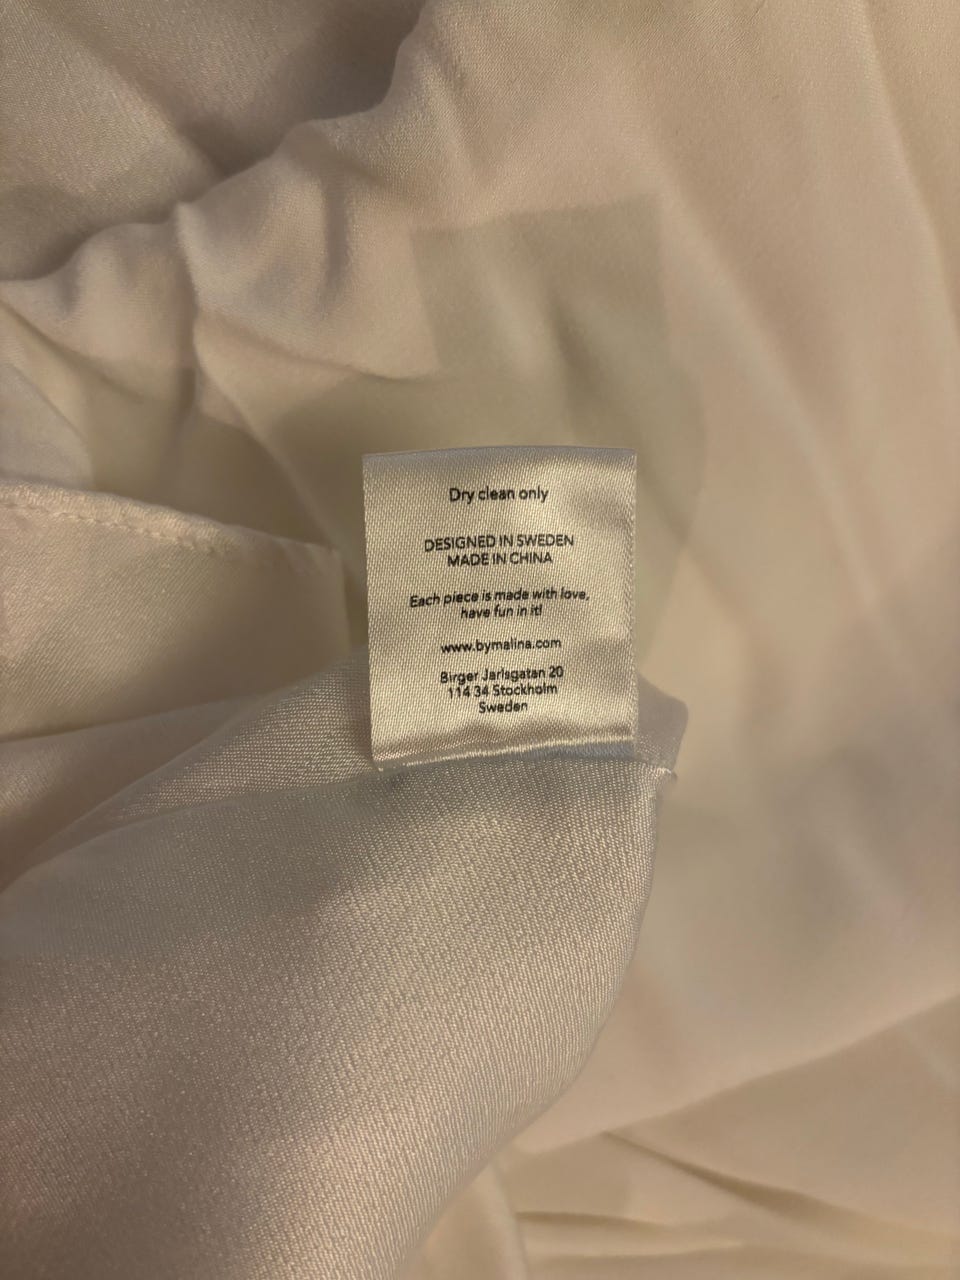 Dry clean only
DESIGNED IN SWEDEN
MADE IN CHINA
Each piece is made with love,
have fun in it!
www.bymalina.com
Birger Jarlsgatan 20
114 34 Stockholm
Sweden